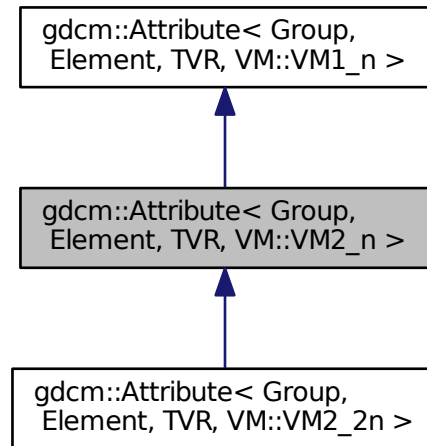 gdcm::Attribute< Group,
Element, TVR, VM::VM1_n >
gdcm::Attribute< Group,
Element, TVR, VM::VM2_n >
gdcm::Attribute< Group,
Element, TVR, VM::VM2_2n >